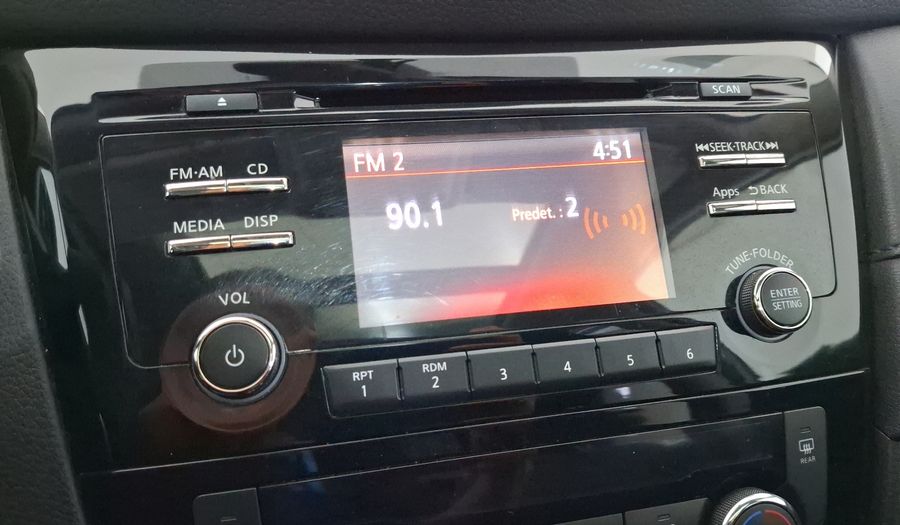 SCAN
FM·AM CD
FM 2 4:51
⏮SEEK·TRACK⏭
MEDIA DISP
90.1 Predet. : 2
Apps ⮌BACK
VOL
TUNE·FOLDER
ENTER
SETTING
RPT
1
RDM
2
3
4
5
6
REAR